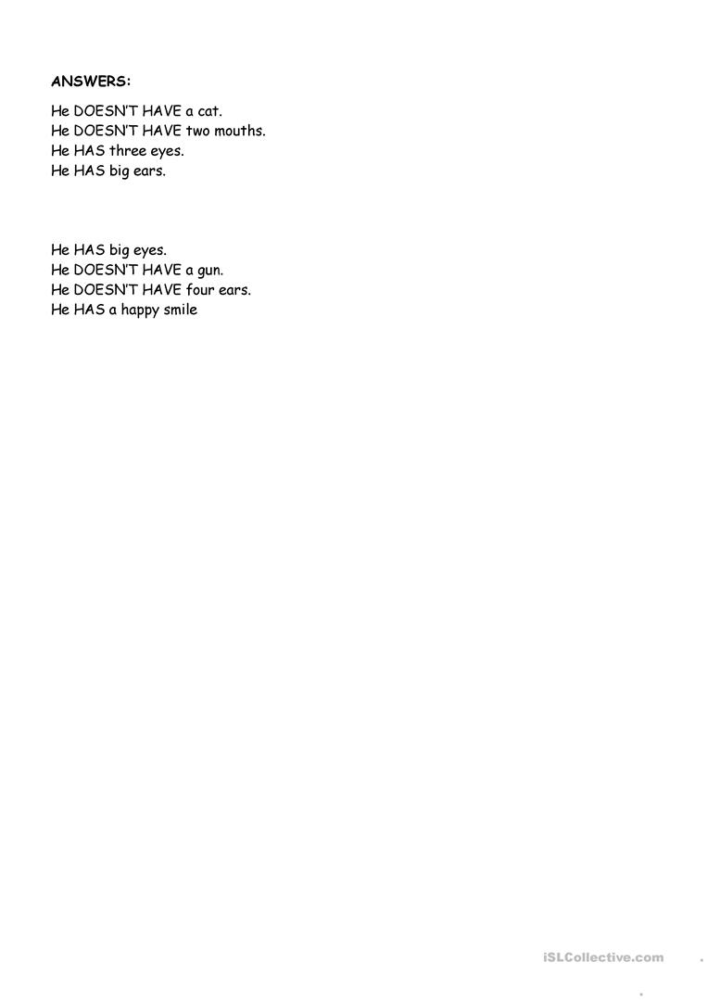 ANSWERS:
He DOESN'T HAVE a cat.
He DOESN'T HAVE two mouths.
He HAS three eyes.
He HAS big ears.
He HAS big eyes.
He DOESN'T HAVE a gun.
He DOESN'T HAVE four ears.
He HAS a happy smile
iSLCollective.com